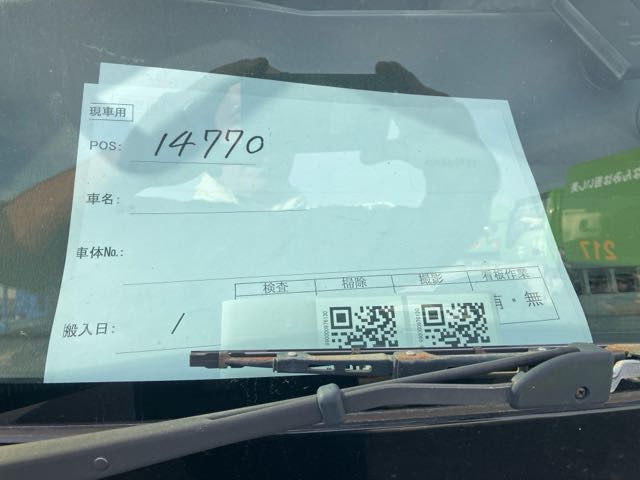 現車用
POS: 14770
車名:
車体No.:
検査 掃除 撮影 看板作業
有・無
搬入日: /
217